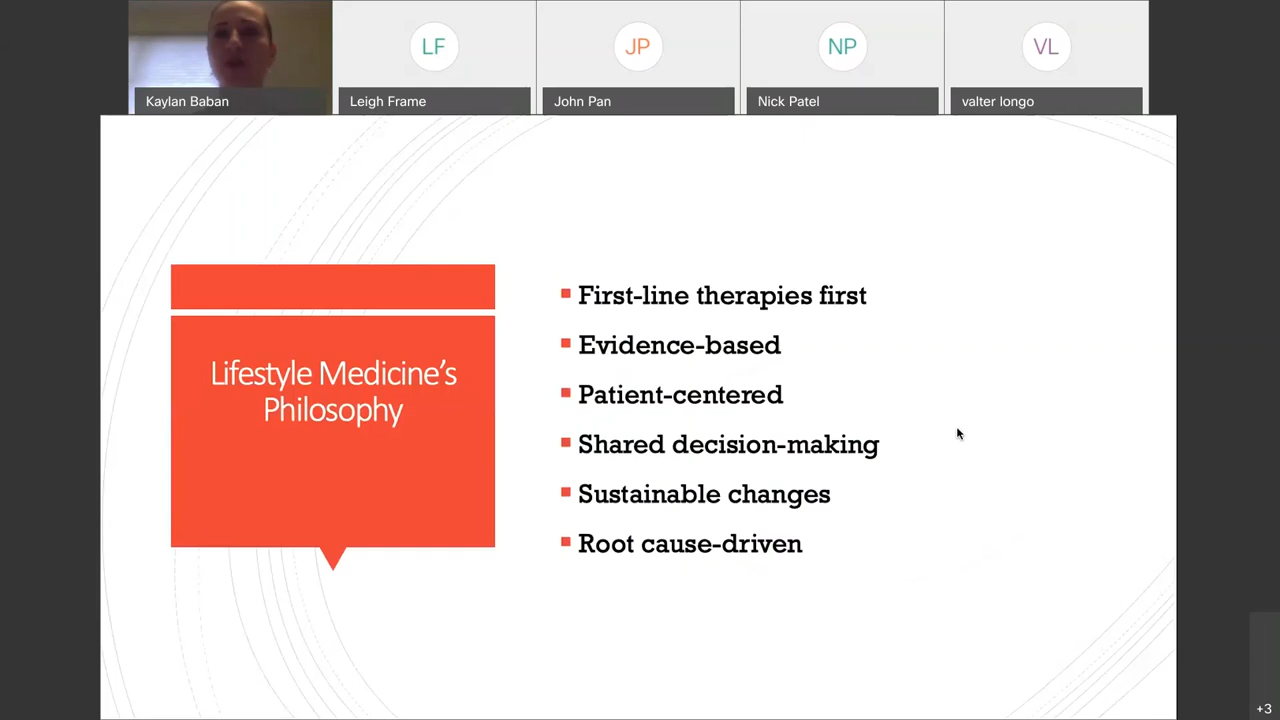 LF
JP
NP
VL
Kaylan Baban
Leigh Frame
John Pan
Nick Patel
valter longo
Lifestyle Medicine's
Philosophy
First-line therapies first
Evidence-based
Patient-centered
Shared decision-making
Sustainable changes
Root cause-driven
+3